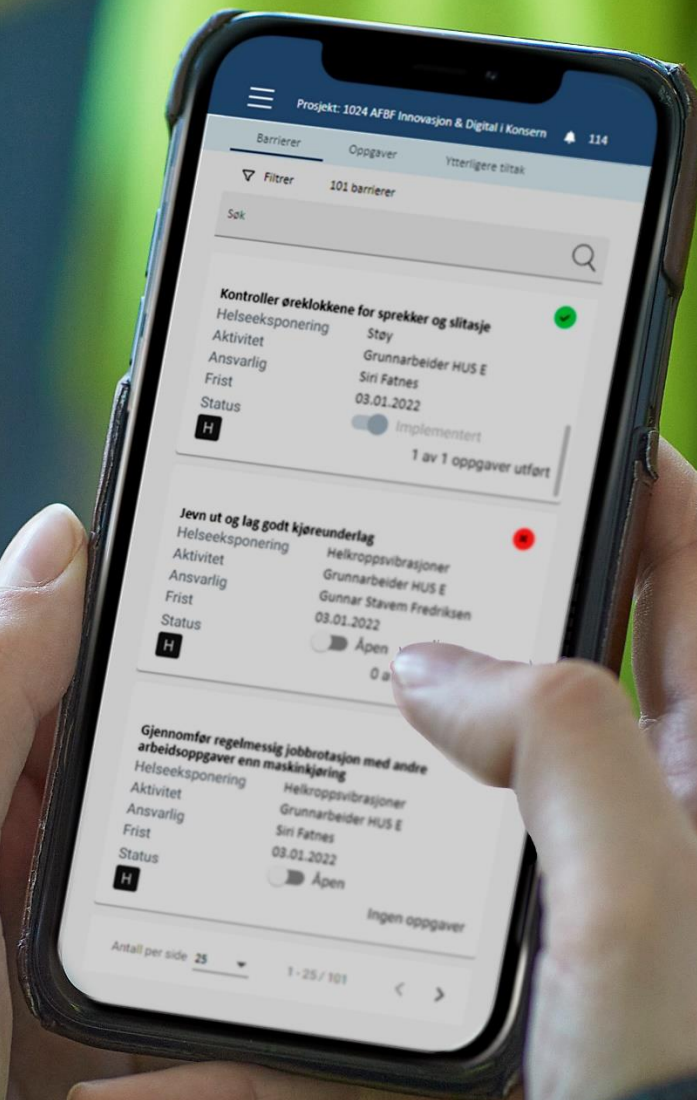 Prosjekt: 1024 AFBF Innovasjon & Digital i Konsern 114
Barrierer Oppgaver Ytterligere tiltak
Filtrer 101 barrierer
Søk
Kontroller øreklokkene for sprekker og slitasje
Helseeksponering Støy
Aktivitet Grunnarbeider HUS E
Ansvarlig Siri Fatnes
Frist 03.01.2022
Status Implementert
H
1 av 1 oppgaver utført
Jevn ut og lag godt kjøreunderlag
Helseeksponering Helkroppsvibrasjoner
Aktivitet Grunnarbeider HUS E
Ansvarlig Gunnar Stavem Fredriksen
Frist 03.01.2022
Status Åpen
H
0 a
Gjennomfør regelmessig jobbrotasjon med andre
arbeidsoppgaver enn maskinkjøring
Helseeksponering Helkroppsvibrasjoner
Aktivitet Grunnarbeider HUS E
Ansvarlig Siri Fatnes
Frist 03.01.2022
Status Åpen
H
Ingen oppgaver
Antall per side 25 1 - 25 / 101